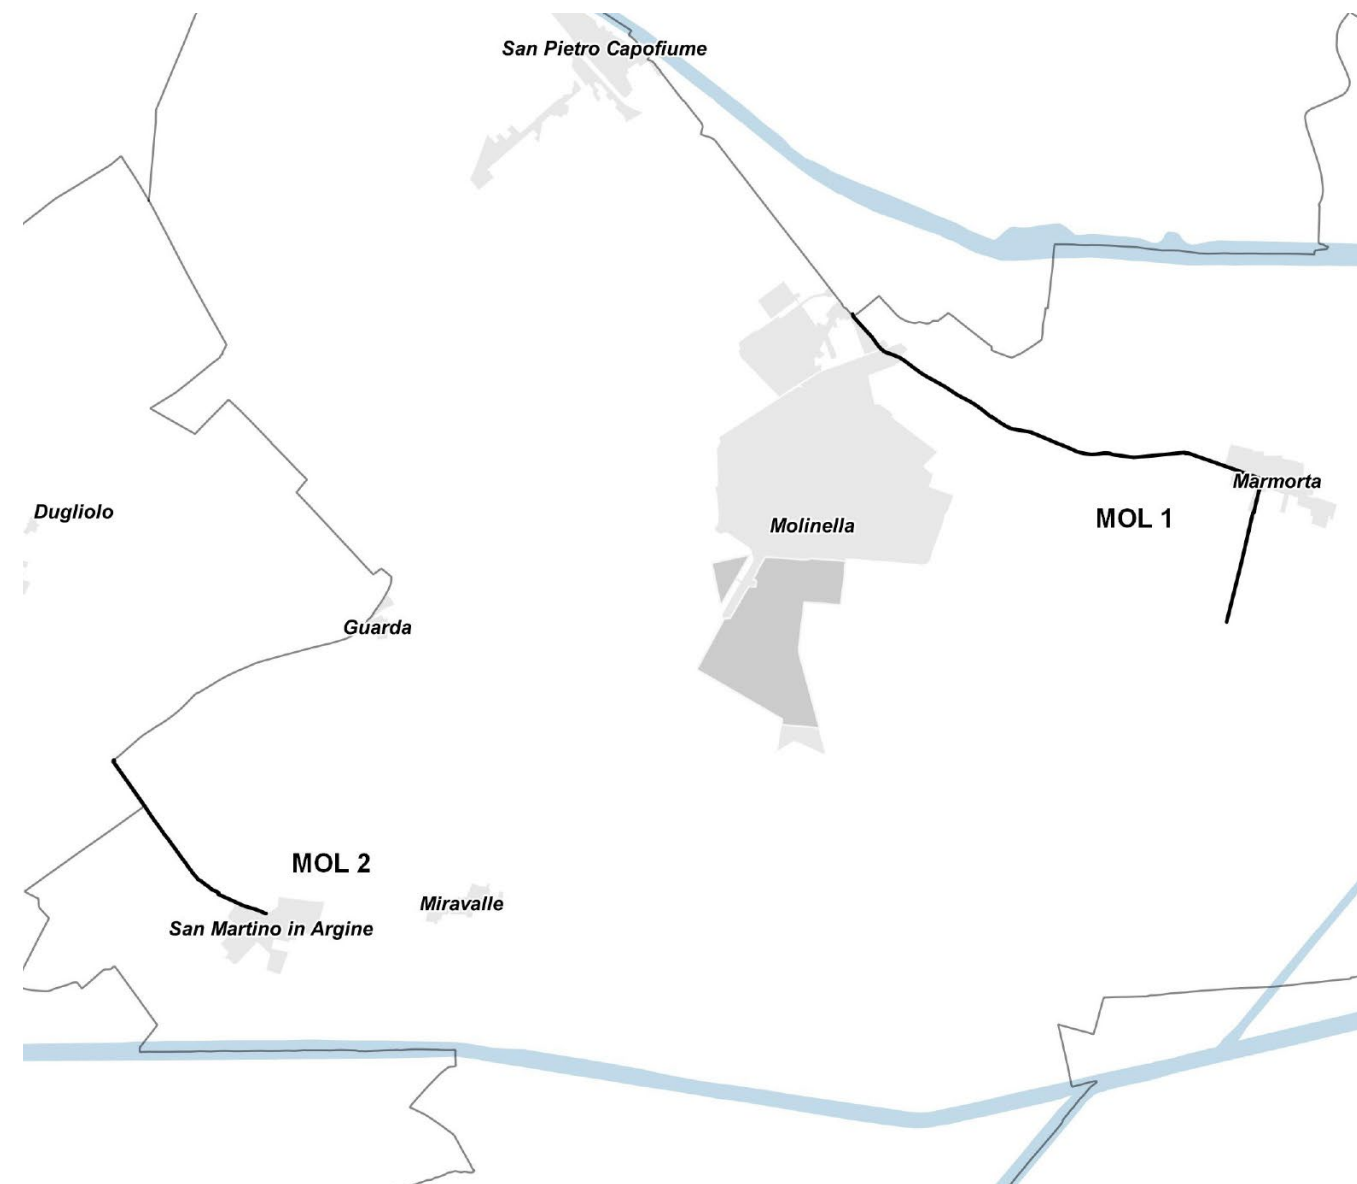 San Pietro Capofiume
Marmorta
Dugliolo
MOL 1
Molinella
Guarda
MOL 2
Miravalle
San Martino in Argine